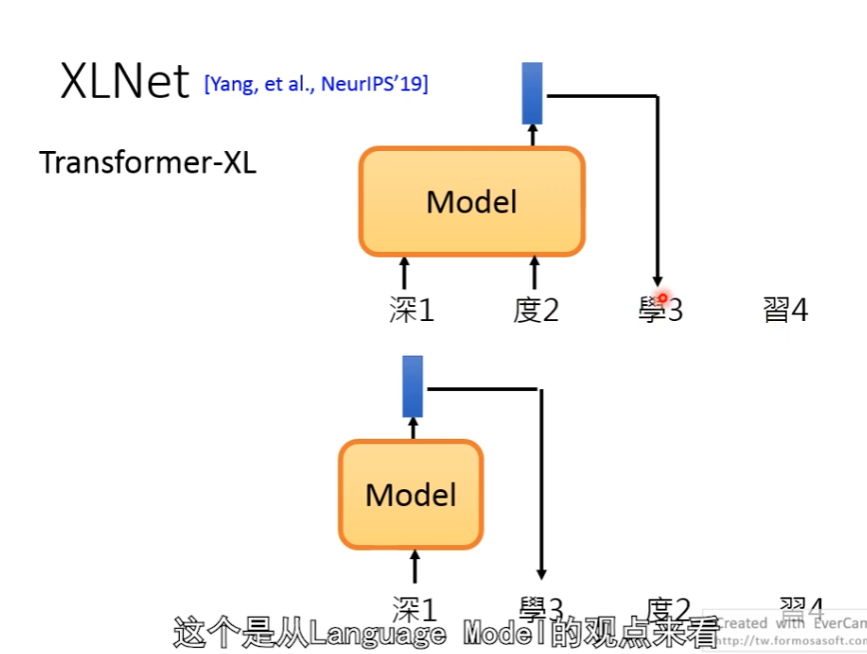 XLNet [Yang, et al., NeurIPS'19]
Transformer-XL
Model
深1 度2 學3 習4
Model
深1 學3 度2 習4
这个是从Language Model的观点来看
Created with EverCam
http://tw.formosasoft.com